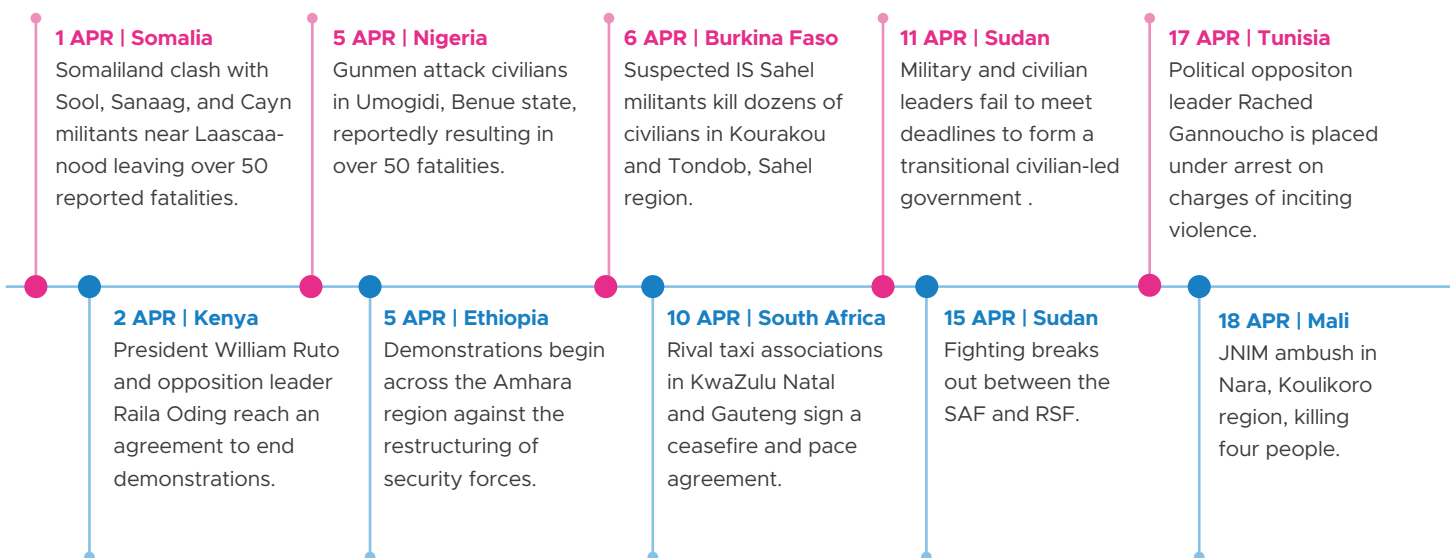 1 APR | Somalia
Somaliland clash with
Sool, Sanaag, and Cayn
militants near Laascaa-
nood leaving over 50
reported fatalities.
5 APR | Nigeria
Gunmen attack civilians
in Umogidi, Benue state,
reportedly resulting in
over 50 fatalities.
6 APR | Burkina Faso
Suspected IS Sahel
militants kill dozens of
civilians in Kourakou
and Tondob, Sahel
region.
11 APR | Sudan
Military and civilian
leaders fail to meet
deadlines to form a
transitional civilian-led
government .
17 APR | Tunisia
Political oppositon
leader Rached
Gannoucho is placed
under arrest on
charges of inciting
violence.
2 APR | Kenya
President William Ruto
and opposition leader
Raila Oding reach an
agreement to end
demonstrations.
5 APR | Ethiopia
Demonstrations begin
across the Amhara
region against the
restructuring of
security forces.
10 APR | South Africa
Rival taxi associations
in KwaZulu Natal
and Gauteng sign a
ceasefire and pace
agreement.
15 APR | Sudan
Fighting breaks
out between the
SAF and RSF.
18 APR | Mali
JNIM ambush in
Nara, Koulikoro
region, killing
four people.